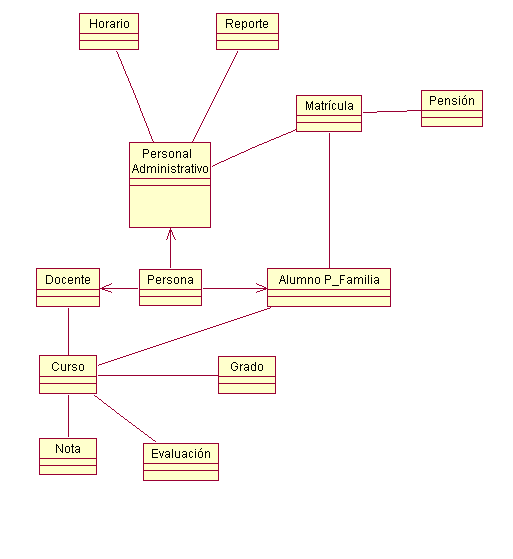 Horario
Reporte
Matrícula
Pensión
Personal
Administrativo
Docente
Persona
Alumno P_Familia
Curso
Grado
Nota
Evaluación